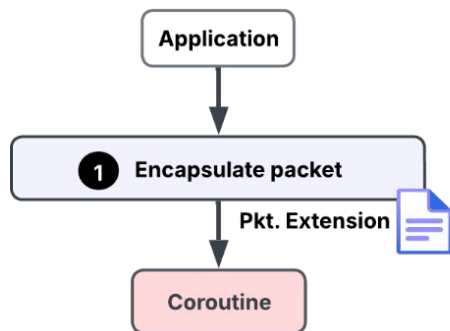 Application
1 Encapsulate packet
Pkt. Extension
Coroutine